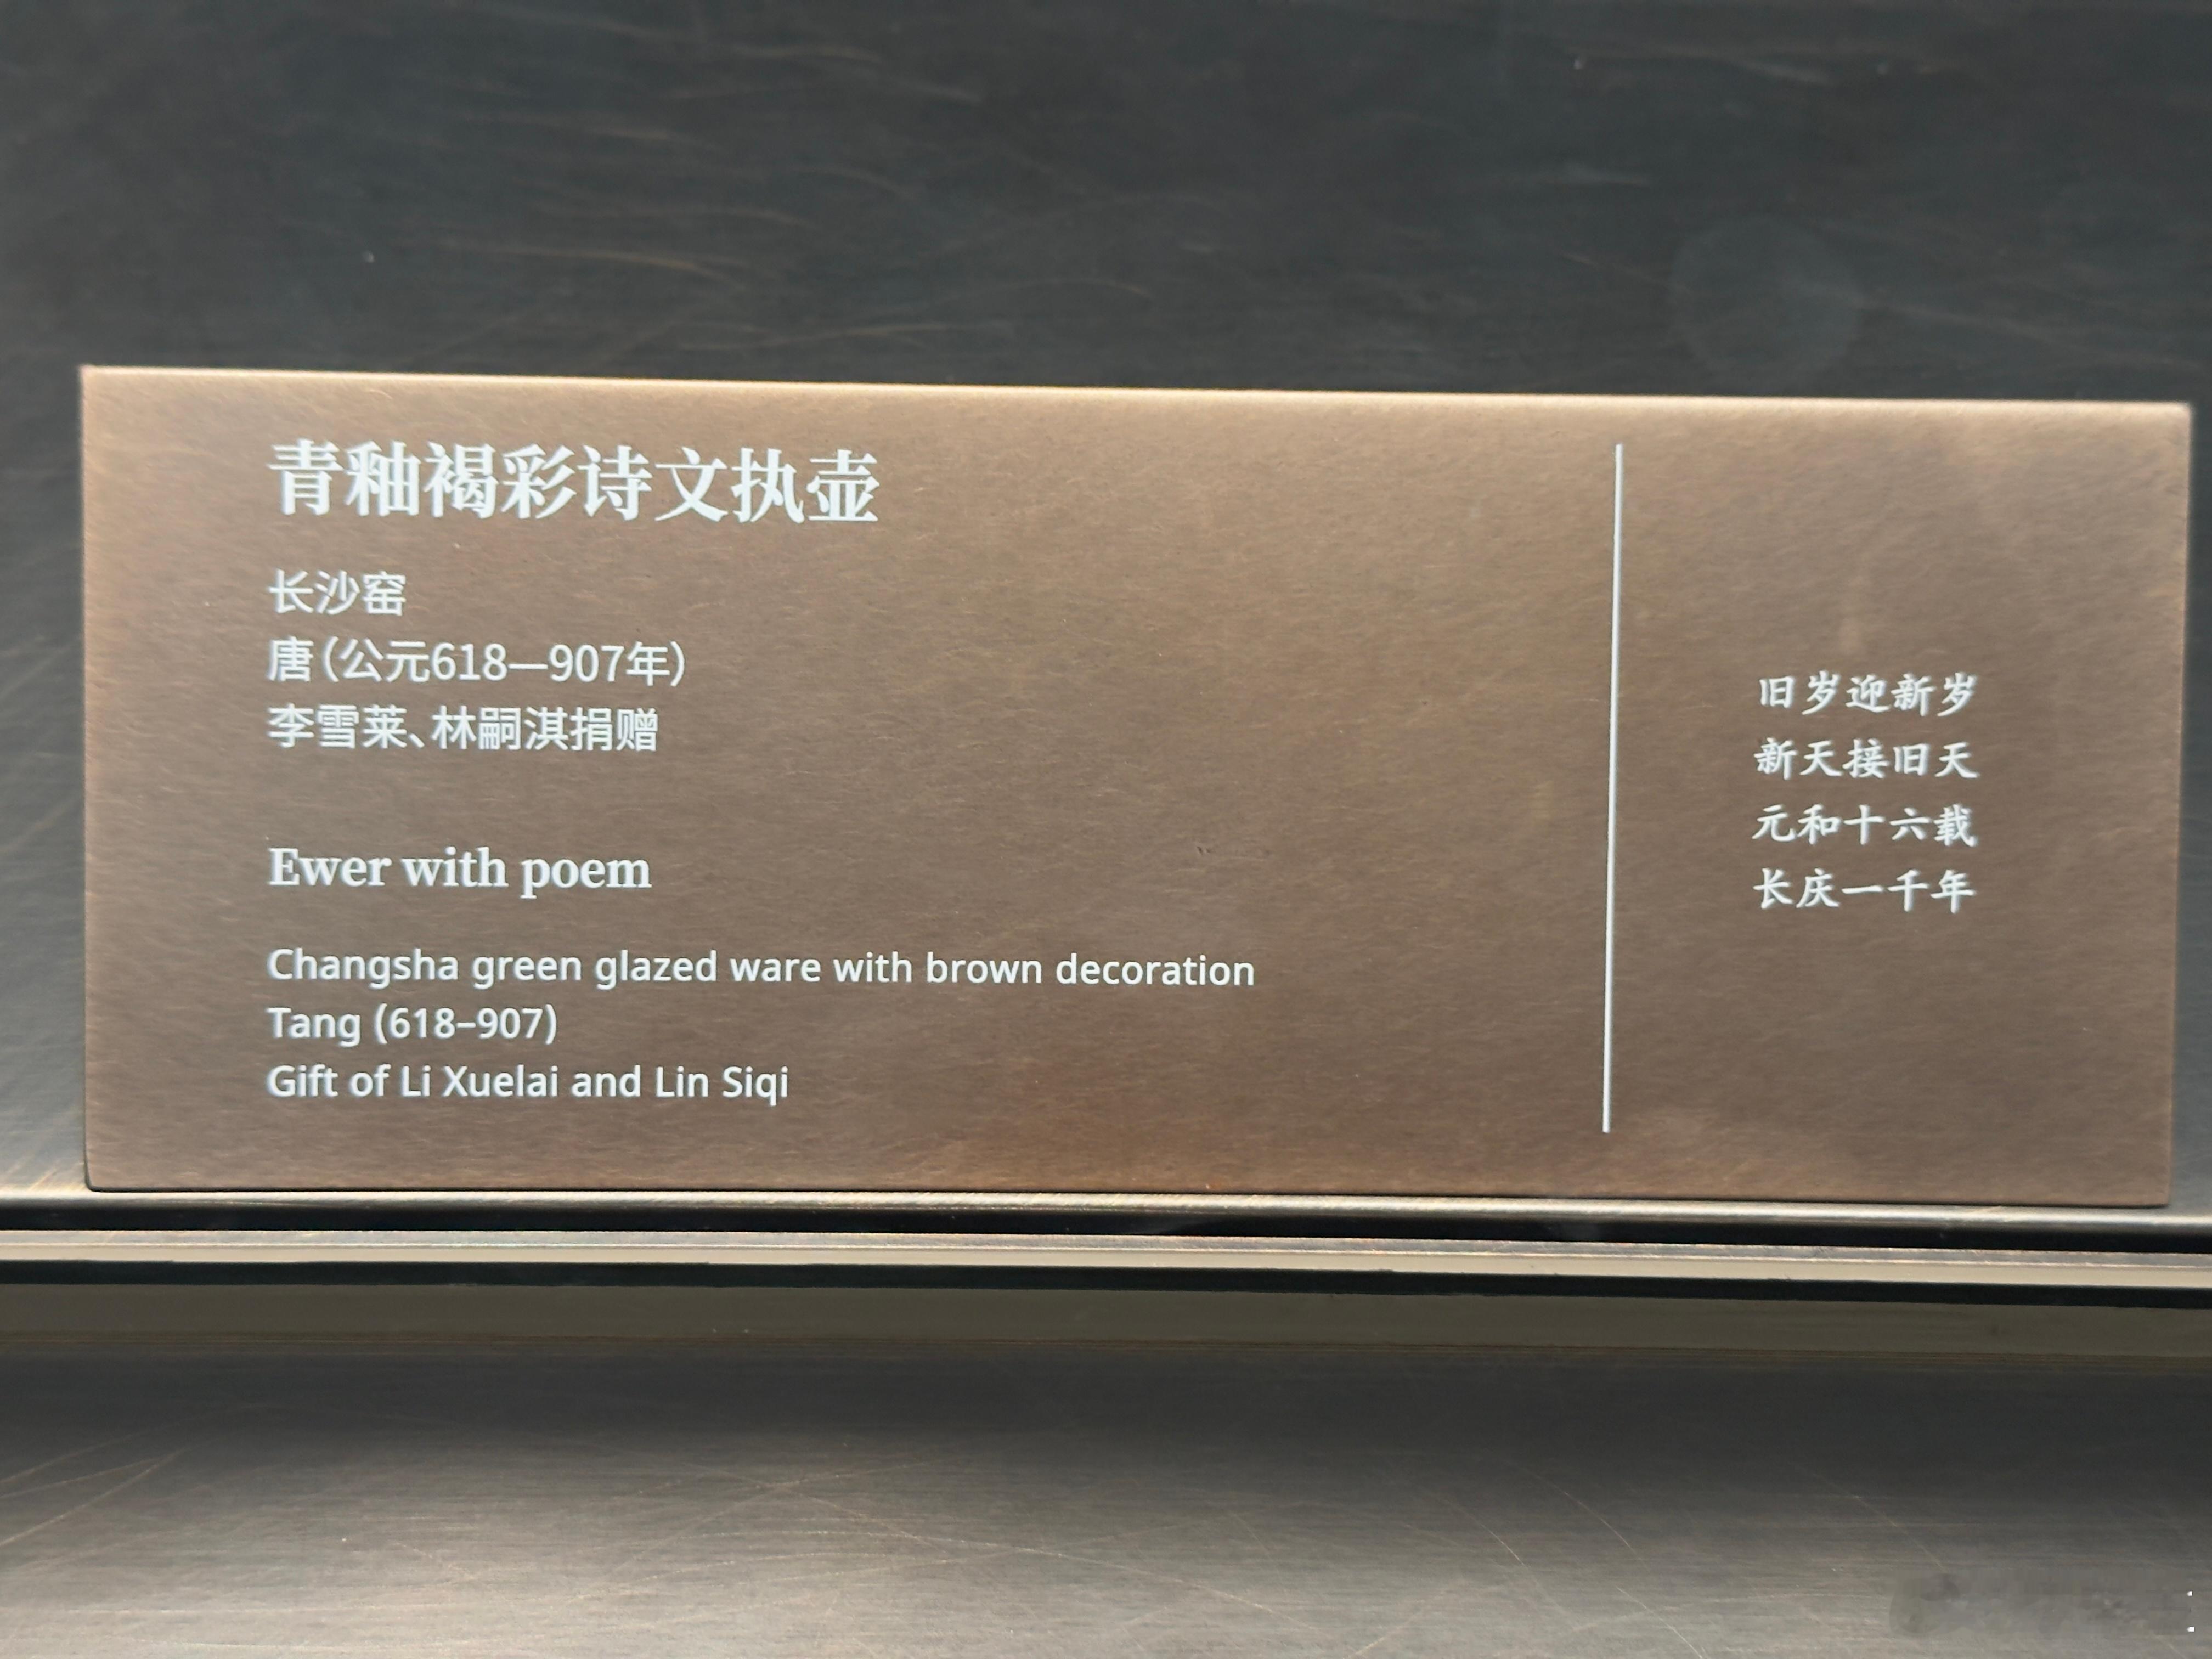 青釉褐彩诗文执壶
长沙窑
唐（公元618—907年）
李雪莱、林嗣淇捐赠
Ewer with poem
Changsha green glazed ware with brown decoration
Tang (618–907)
Gift of Li Xuelai and Lin Siqi
旧岁迎新岁
新天接旧天
元和十六载
长庆一千年